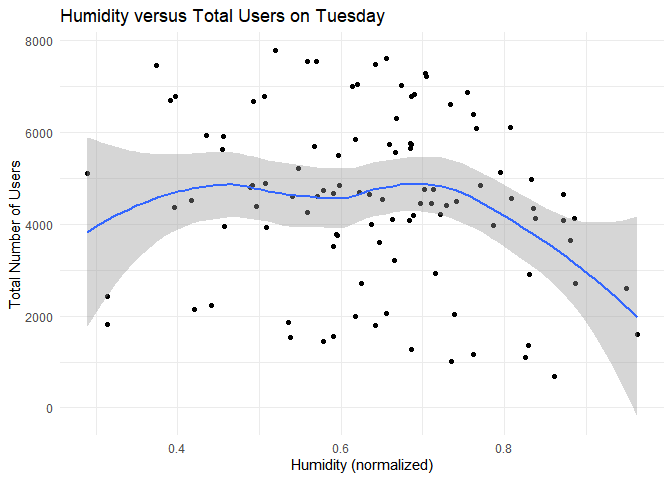 Humidity versus Total Users on Tuesday
Total Number of Users
8000
6000
4000
2000
0
0.4
0.6
0.8
Humidity (normalized)